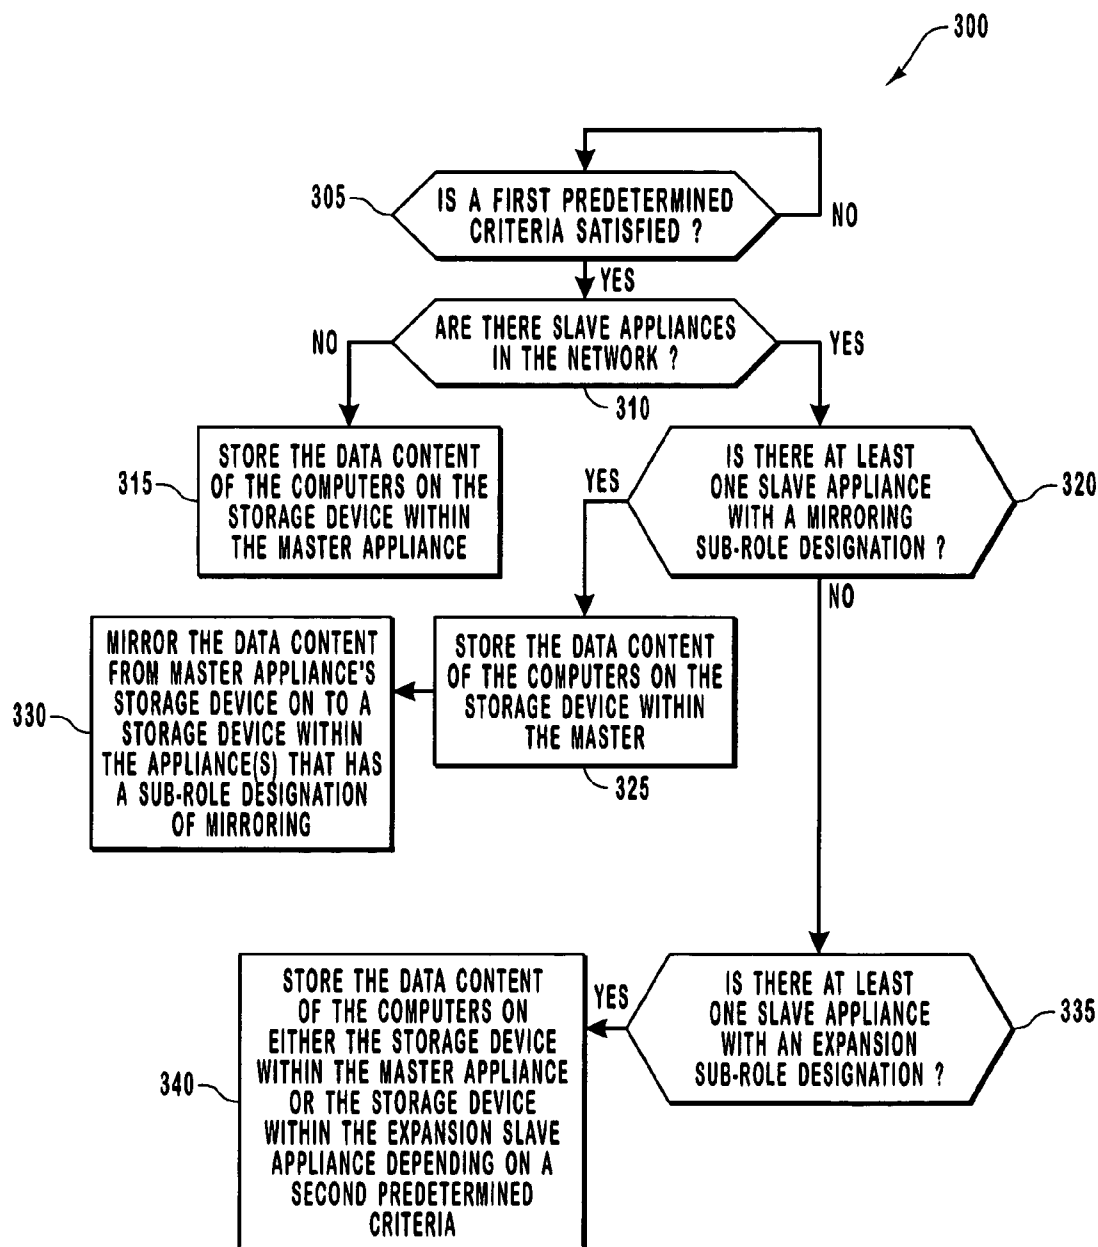 300
305
IS A FIRST PREDETERMINED
CRITERIA SATISFIED ?
NO
YES
ARE THERE SLAVE APPLIANCES
IN THE NETWORK ?
NO
YES
310
315
STORE THE DATA CONTENT
OF THE COMPUTERS ON THE
STORAGE DEVICE WITHIN
THE MASTER APPLIANCE
YES
IS THERE AT LEAST
ONE SLAVE APPLIANCE
WITH A MIRRORING
SUB-ROLE DESIGNATION ?
320
NO
330
MIRROR THE DATA CONTENT
FROM MASTER APPLIANCE'S
STORAGE DEVICE ON TO A
STORAGE DEVICE WITHIN
THE APPLIANCE(S) THAT HAS
A SUB-ROLE DESIGNATION
OF MIRRORING
STORE THE DATA CONTENT
OF THE COMPUTERS ON THE
STORAGE DEVICE WITHIN
THE MASTER
325
340
STORE THE DATA CONTENT
OF THE COMPUTERS ON
EITHER THE STORAGE DEVICE
WITHIN THE MASTER APPLIANCE
OR THE STORAGE DEVICE
WITHIN THE EXPANSION SLAVE
APPLIANCE DEPENDING ON A
SECOND PREDETERMINED
CRITERIA
YES
IS THERE AT LEAST
ONE SLAVE APPLIANCE
WITH AN EXPANSION
SUB-ROLE DESIGNATION ?
335